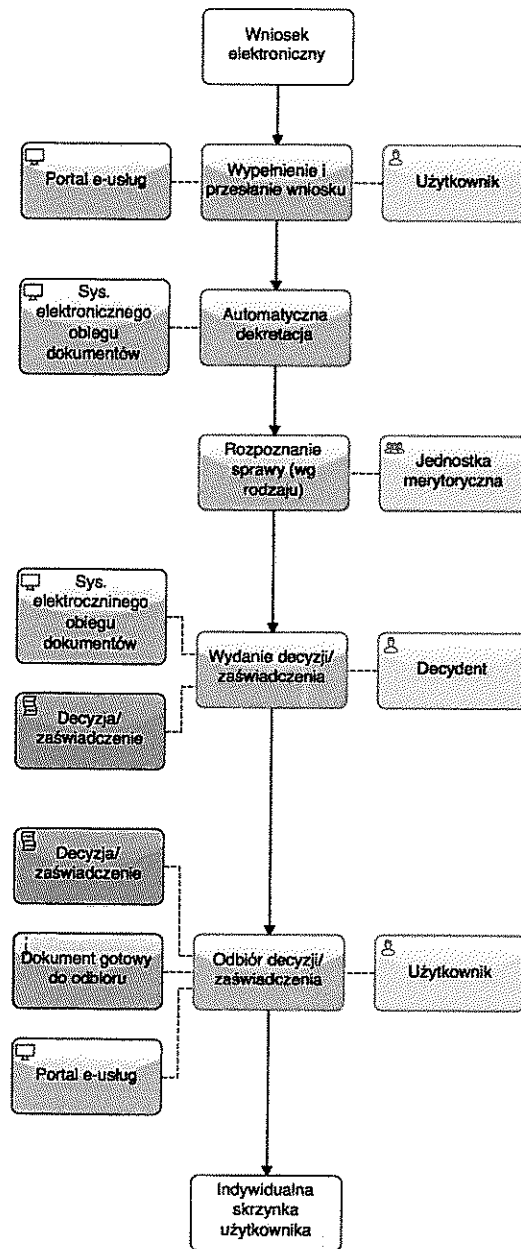 Wniosek
elektroniczny
Portal e-usług
Wypełnienie i
przesłanie wniosku
Użytkownik
Sys.
elektronicznego
obiegu
dokumentów
Automatyczna
dekretacja
Rozpoznanie
sprawy (wg
rodzaju)
Jednostka
merytoryczna
Sys.
elektroczninego
obiegu
dokumentów
Wydanie decyzji/
zaświadczenia
Decydent
Decyzja/
zaświadczenie
Decyzja/
zaświadczenie
Dokument gotowy
do odbioru
Odbiór decyzji/
zaświadczenia
Użytkownik
Portal e-usług
Indywidualna
skrzynka
użytkownika